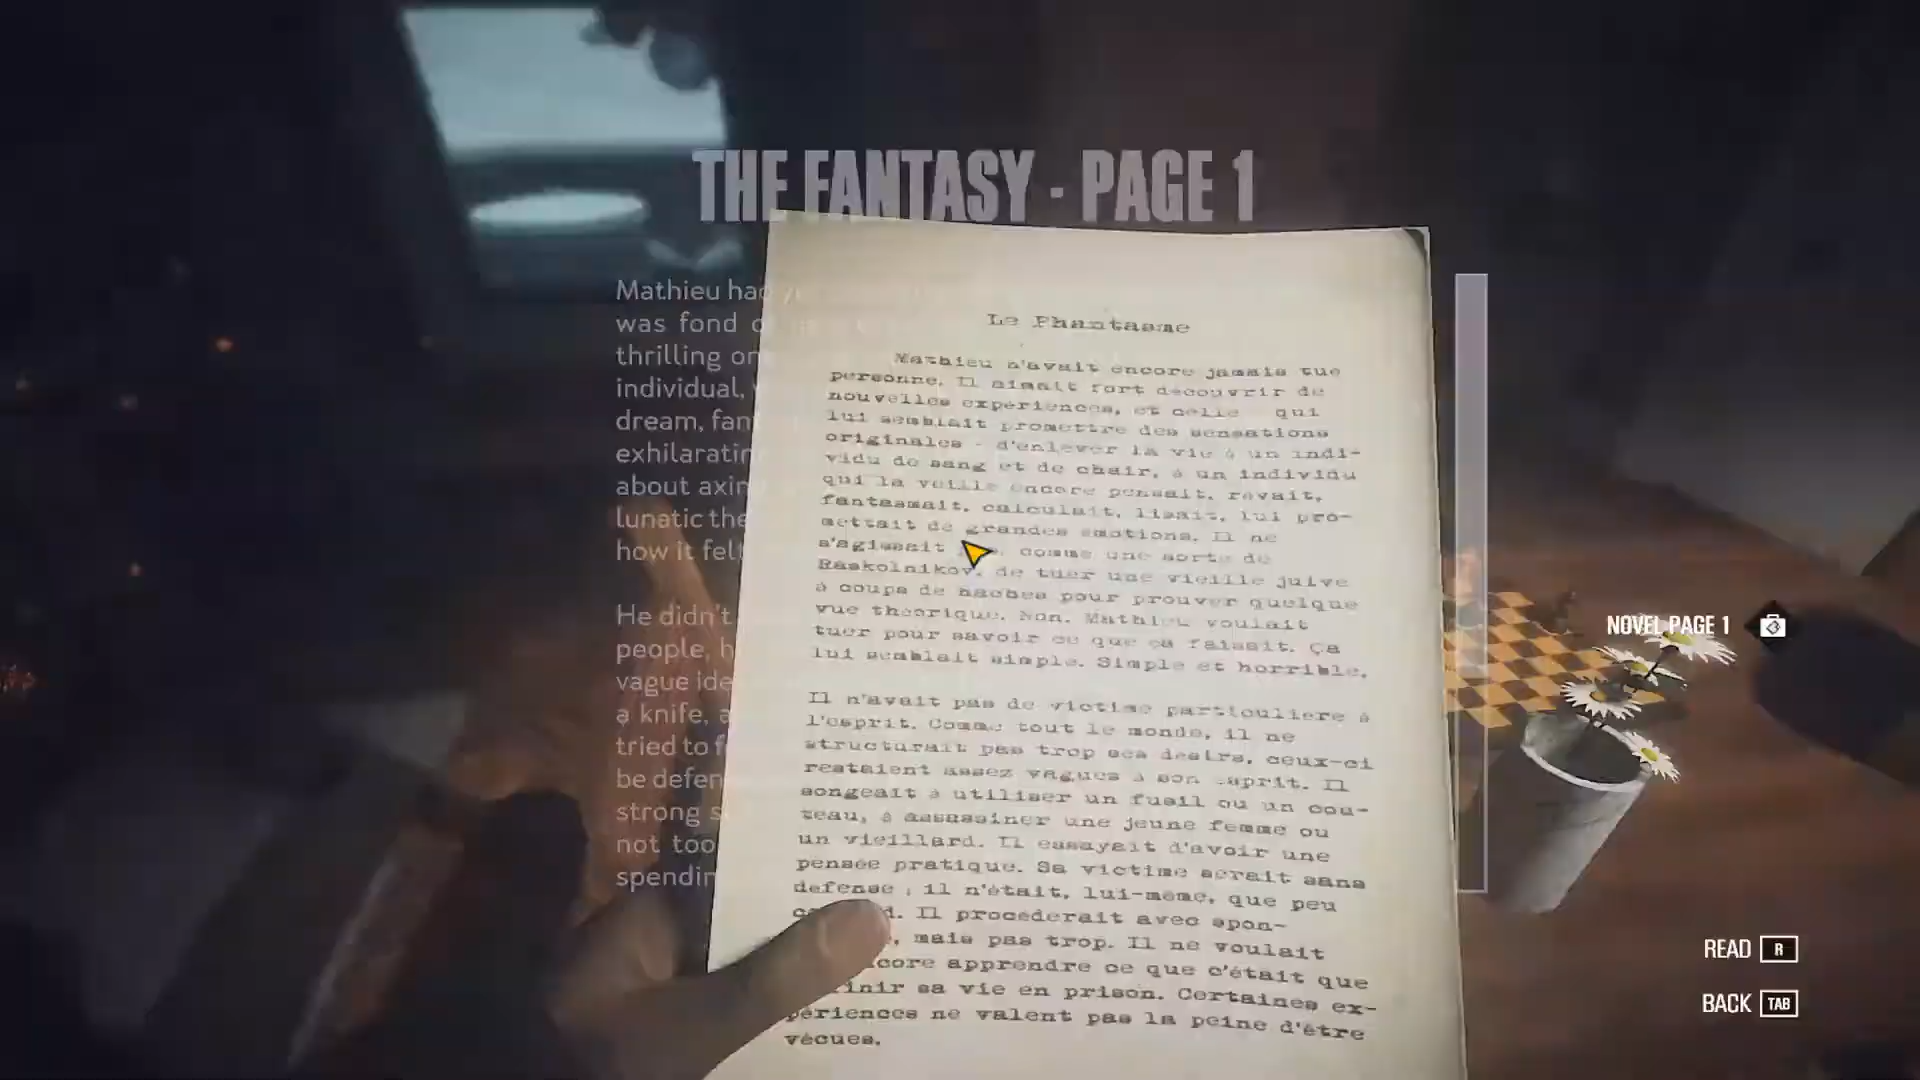 THE FANTASY - PAGE 1
Mathieu had
was fond
thrilling
individual,
dream,
about
lunatic
how it
He didn't
people,
vague
a knife,
tried to
be
strong
not too
Le Phantasme
Mathieu n'avait encore jamais tué
personne. Il aimait fort découvrir de
nouvelles expériences, et celle - qui
lui semblait promettre des sensations
originales - d'enlever la vie à un indi-
vidu de sang et de chair, à un individu
qui la veille encore pensait, rêvait,
fantasmait, calculait, lisait, lui pro-
mettait de grandes émotions. Il ne
s'agissait comme une sorte de
Raskolnikov, de tuer une vieille juive
à coups de haches pour prouver quelque
vue théorique. Non. Mathieu voulait
tuer pour savoir ce que ça faisait. Ça
lui semblait simple. Simple et horrible.
Il n'avait pas de victime particulière à
l'esprit. Comme tout le monde, il ne
structurait pas trop ses désirs, ceux-ci
restaient assez vagues à son esprit. Il
songeait à utiliser un fusil ou un cou-
teau, à assassiner une jeune femme ou
un vieillard. Il essayait d'avoir une
pensée pratique. Sa victime serait sans
défense ; il n'était, lui-même, que peu
Il procéderait avec spon-
mais pas trop. Il ne voulait
apprendre ce que c'était que
sa vie en prison. Certaines ex-
périences ne valent pas la peine d'être
vécues.
NOVEL PAGE 1
READ R
BACK TAB